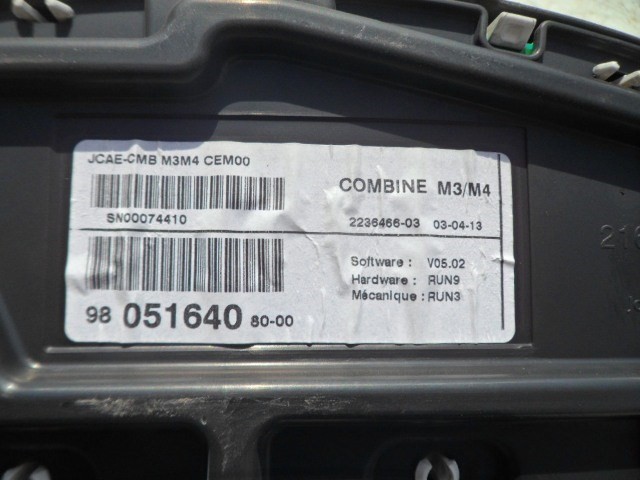 JCAE-CMB M3M4 CEM00
SN00074410
COMBINE M3/M4
2236466-03 03-04-13
Software : V05.02
Hardware : RUN9
Mécanique : RUN3
98 051640 80-00